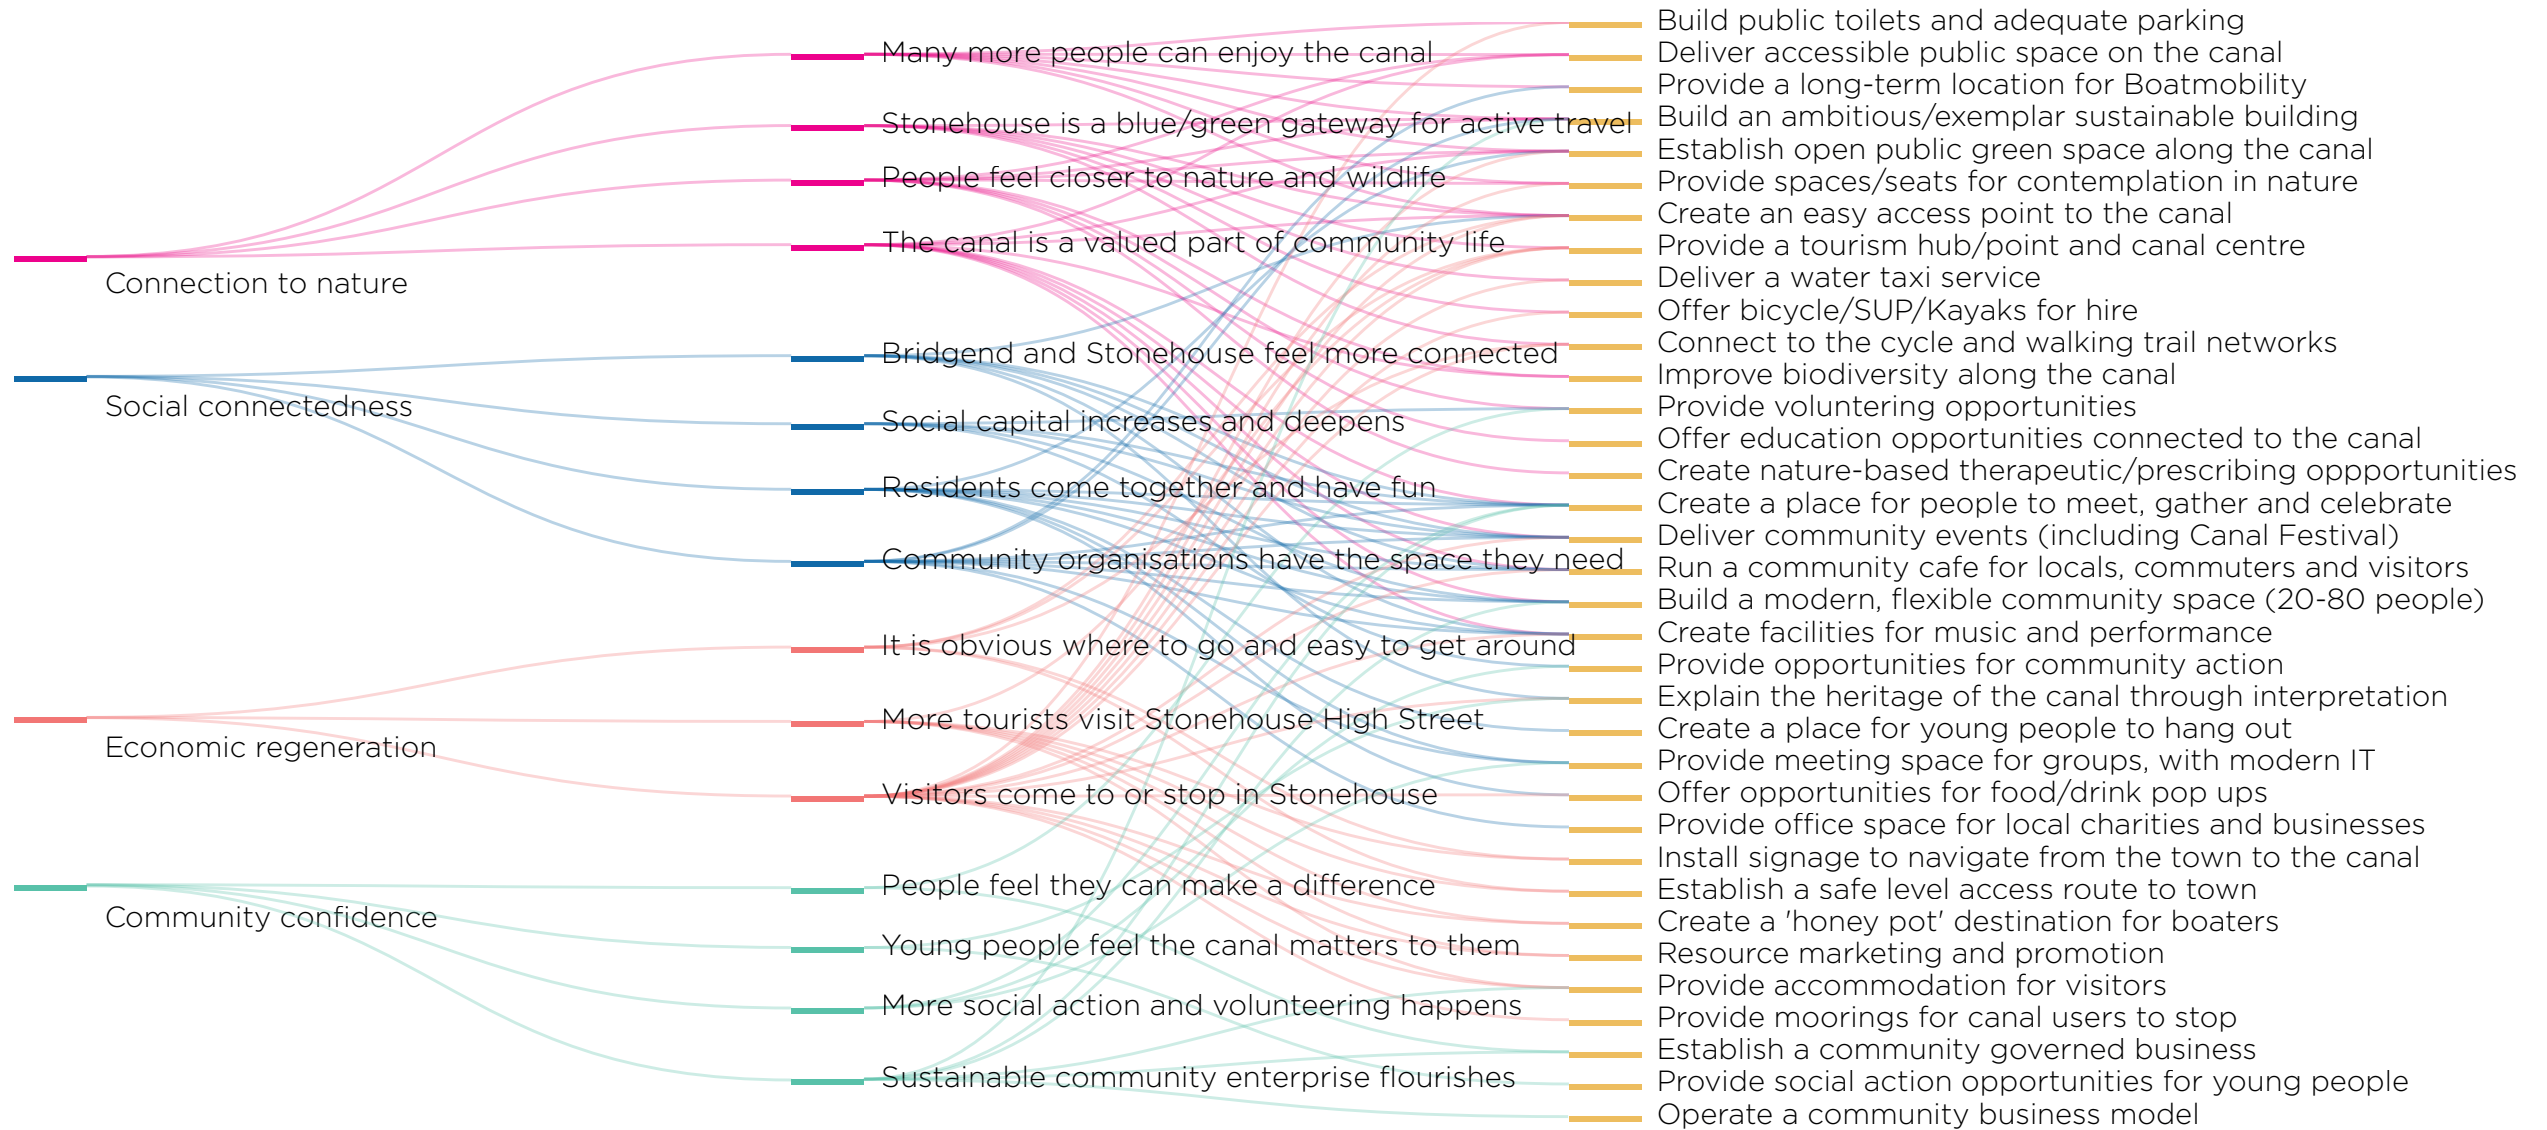 Connection to nature
Social connectedness
Economic regeneration
Community confidence
Many more people can enjoy the canal
Stonehouse is a blue/green gateway for active travel
People feel closer to nature and wildlife
The canal is a valued part of community life
Bridgend and Stonehouse feel more connected
Social capital increases and deepens
Residents come together and have fun
Community organisations have the space they need
It is obvious where to go and easy to get around
More tourists visit Stonehouse High Street
Visitors come to or stop in Stonehouse
People feel they can make a difference
Young people feel the canal matters to them
More social action and volunteering happens
Sustainable community enterprise flourishes
Build public toilets and adequate parking
Deliver accessible public space on the canal
Provide a long-term location for Boatmobility
Build an ambitious/exemplar sustainable building
Establish open public green space along the canal
Provide spaces/seats for contemplation in nature
Create an easy access point to the canal
Provide a tourism hub/point and canal centre
Deliver a water taxi service
Offer bicycle/SUP/Kayaks for hire
Connect to the cycle and walking trail networks
Improve biodiversity along the canal
Provide voluntering opportunities
Offer education opportunities connected to the canal
Create nature-based therapeutic/prescribing oppportunities
Create a place for people to meet, gather and celebrate
Deliver community events (including Canal Festival)
Run a community cafe for locals, commuters and visitors
Build a modern, flexible community space (20-80 people)
Create facilities for music and performance
Provide opportunities for community action
Explain the heritage of the canal through interpretation
Create a place for young people to hang out
Provide meeting space for groups, with modern IT
Offer opportunities for food/drink pop ups
Provide office space for local charities and businesses
Install signage to navigate from the town to the canal
Establish a safe level access route to town
Create a 'honey pot' destination for boaters
Resource marketing and promotion
Provide accommodation for visitors
Provide moorings for canal users to stop
Establish a community governed business
Provide social action opportunities for young people
Operate a community business model